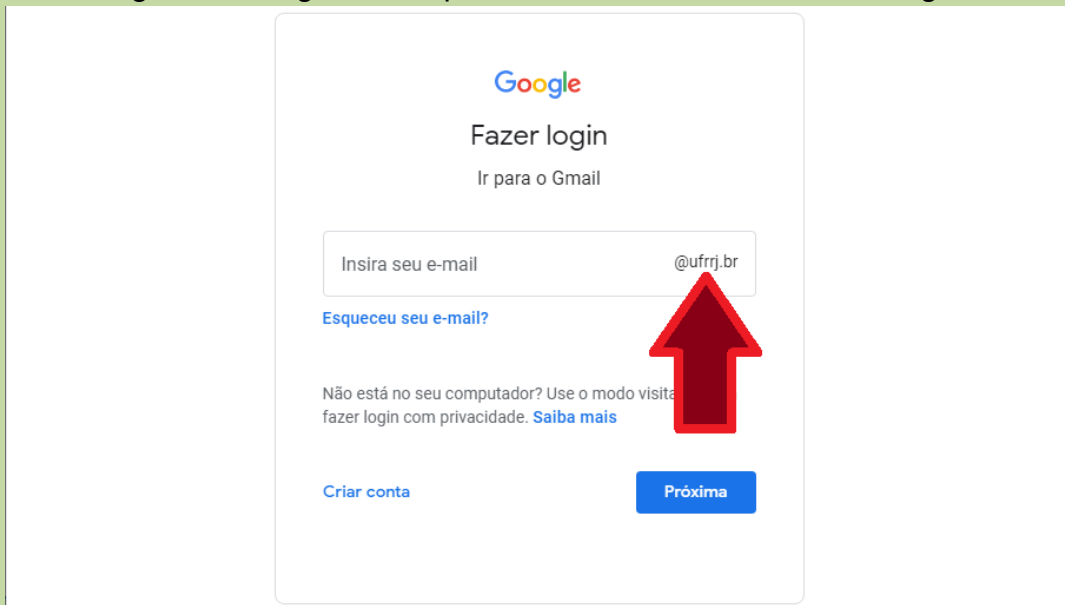 Google
Fazer login
Ir para o Gmail
Insira seu e-mail @ufrrj.br
Esqueceu seu e-mail?
Não está no seu computador? Use o modo
fazer login com privacidade. Saiba mais
Criar conta Próxima